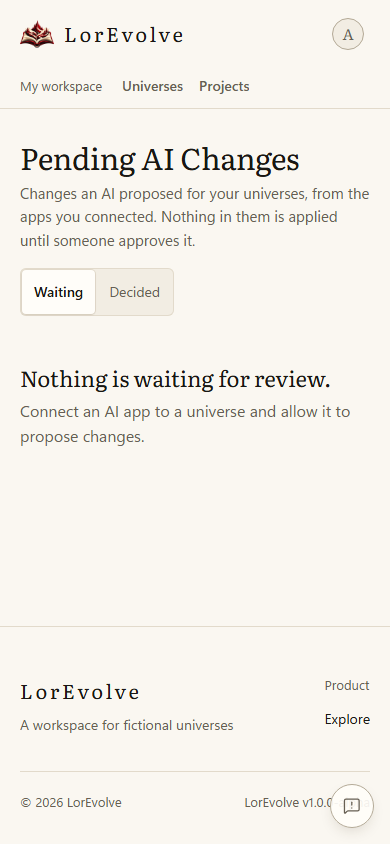 LorEvolve
A
My workspace Universes Projects
Pending AI Changes
Changes an AI proposed for your universes, from the
apps you connected. Nothing in them is applied
until someone approves it.
Waiting Decided
Nothing is waiting for review.
Connect an AI app to a universe and allow it to
propose changes.
LorEvolve
A workspace for fictional universes
Product
Explore
© 2026 LorEvolve
LorEvolve v1.0.0